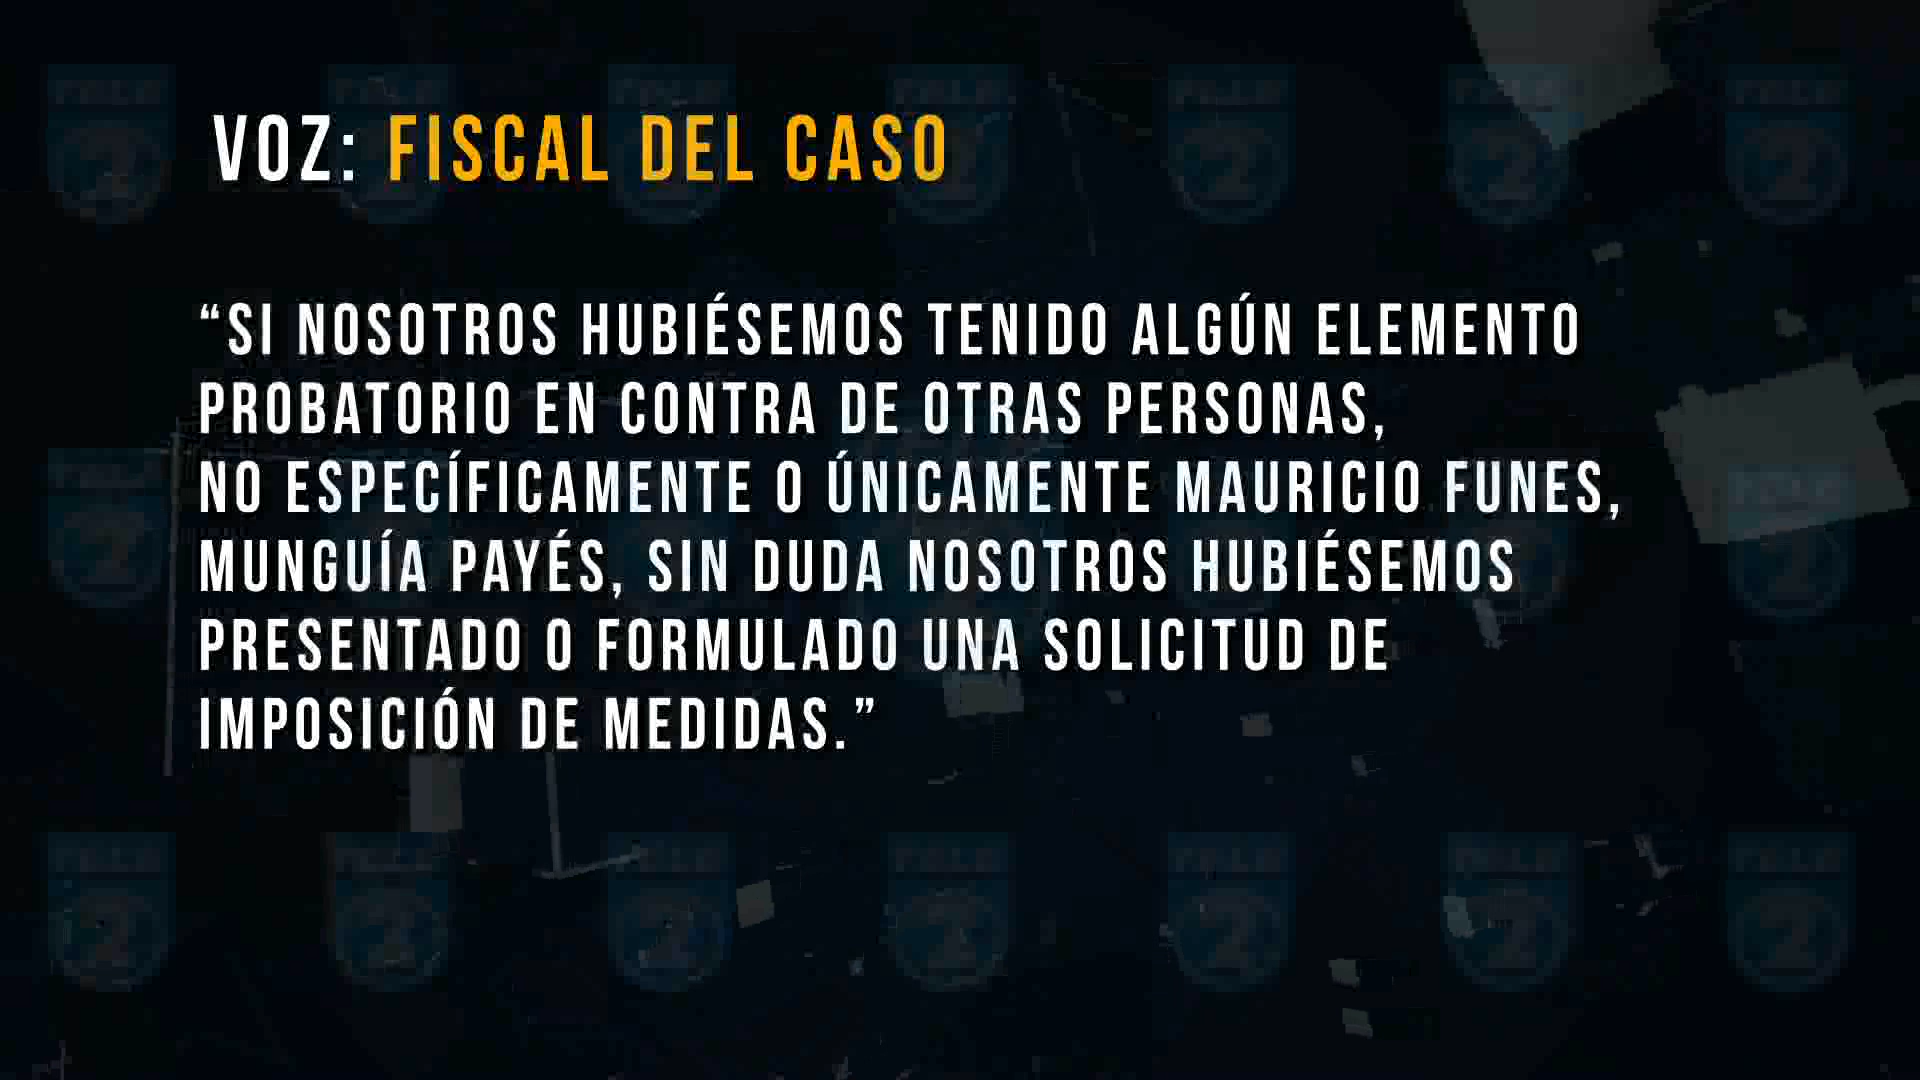 VOZ: FISCAL DEL CASO
“SI NOSOTROS HUBIÉSEMOS TENIDO ALGÚN ELEMENTO
PROBATORIO EN CONTRA DE OTRAS PERSONAS,
NO ESPECÍFICAMENTE O ÚNICAMENTE MAURICIO FUNES,
MUNGUÍA PAYÉS, SIN DUDA NOSOTROS HUBIÉSEMOS
PRESENTADO O FORMULADO UNA SOLICITUD DE
IMPOSICIÓN DE MEDIDAS.”